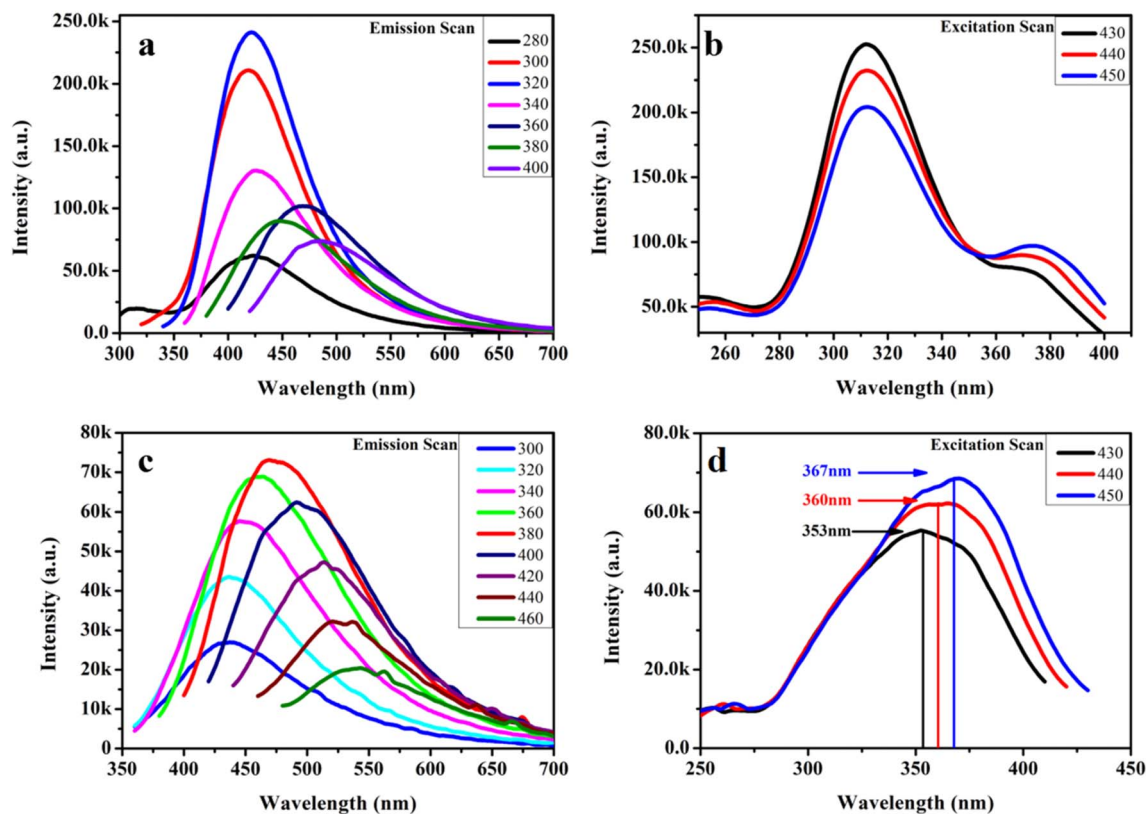 a
Emission Scan
280
300
320
340
360
380
400
250.0k
200.0k
150.0k
100.0k
50.0k
0.0
Intensity (a.u.)
300 350 400 450 500 550 600 650 700
Wavelength (nm)
b
Excitation Scan
430
440
450
250.0k
200.0k
150.0k
100.0k
50.0k
Intensity (a.u.)
260 280 300 320 340 360 380 400
Wavelength (nm)
c
Emission Scan
300
320
340
360
380
400
420
440
460
80k
70k
60k
50k
40k
30k
20k
10k
0
Intensity (a.u.)
350 400 450 500 550 600 650 700
Wavelength (nm)
d
Excitation Scan
430
440
450
367nm
360nm
353nm
80.0k
60.0k
40.0k
20.0k
0.0
Intensity (a.u.)
250 300 350 400 450
Wavelength (nm)